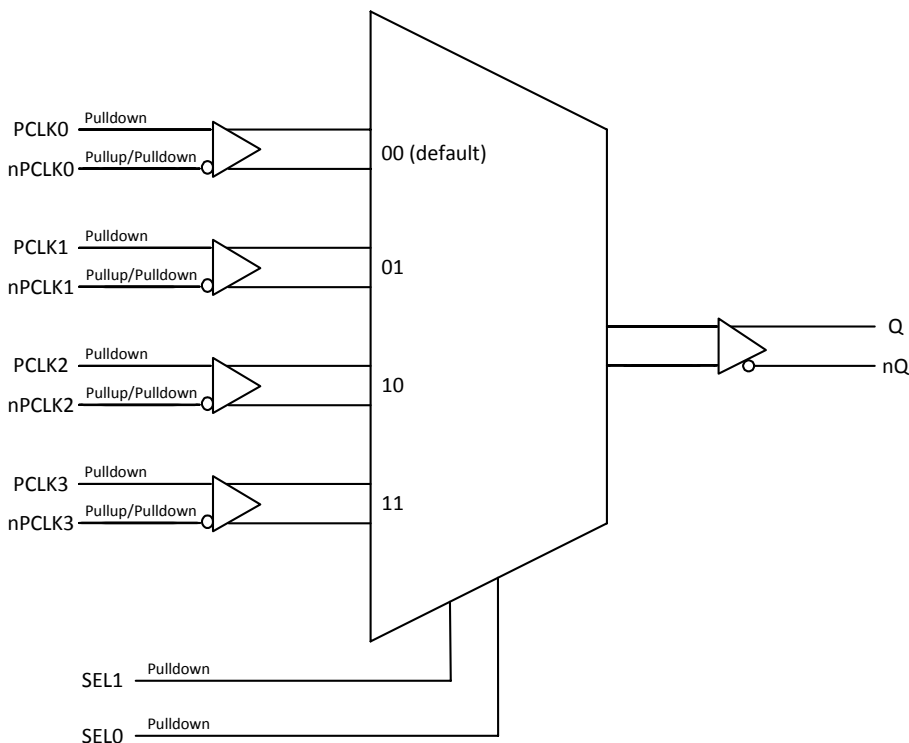 PCLK0 Pulldown
nPCLK0 Pullup/Pulldown
00 (default)
PCLK1 Pulldown
nPCLK1 Pullup/Pulldown
01
PCLK2 Pulldown
nPCLK2 Pullup/Pulldown
10
PCLK3 Pulldown
nPCLK3 Pullup/Pulldown
11
Q
nQ
SEL1 Pulldown
SEL0 Pulldown